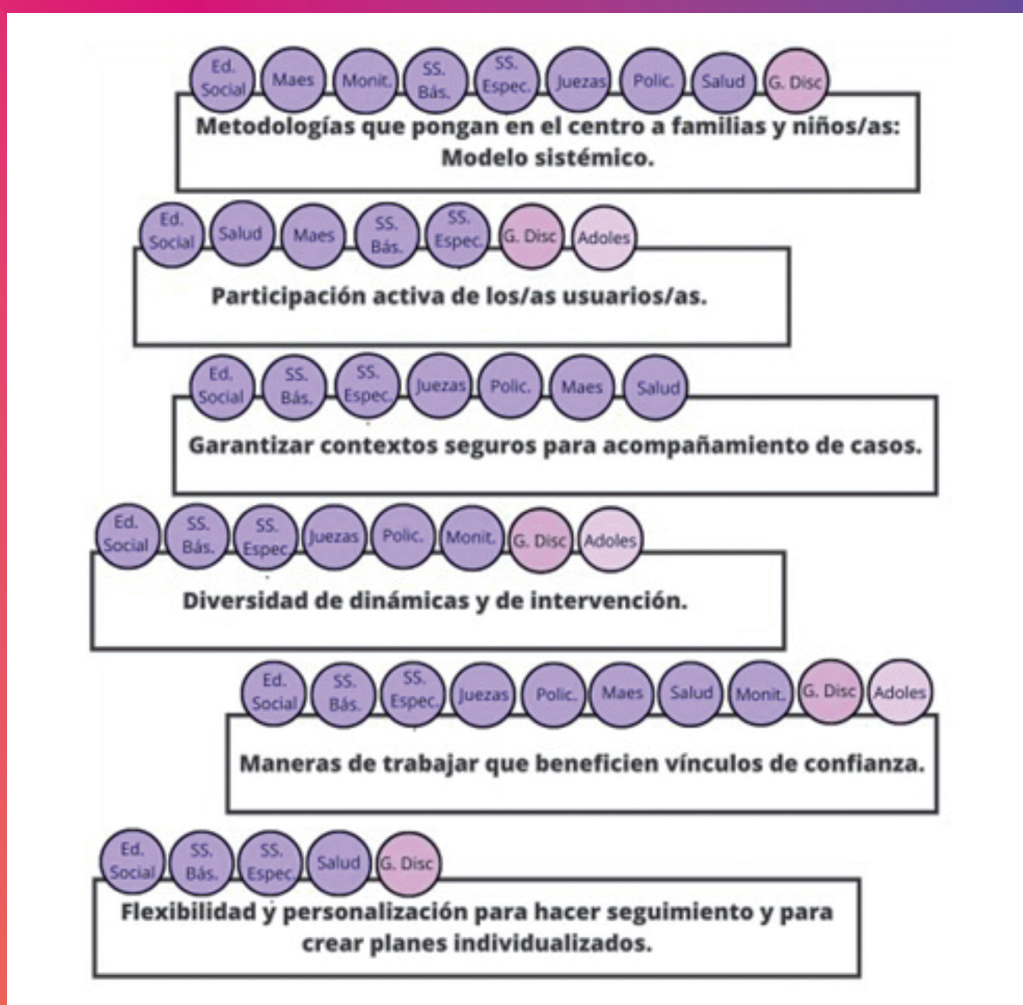 Ed. Social
Maes
Monit.
SS. Bás.
SS. Espec.
Juezas
Polic.
Salud
G. Disc
Metodologías que pongan en el centro a familias y niños/as:
Modelo sistémico.
Ed. Social
Salud
Maes
SS. Bás.
SS. Espec.
G. Disc
Adoles
Participación activa de los/as usuarios/as.
Ed. Social
SS. Bás.
SS. Espec.
Juezas
Polic.
Maes
Salud
Garantizar contextos seguros para acompañamiento de casos.
Ed. Social
SS. Bás.
SS. Espec.
Juezas
Polic.
Monit.
G. Disc
Adoles
Diversidad de dinámicas y de intervención.
Ed. Social
SS. Bás.
SS. Espec.
Juezas
Polic.
Maes
Salud
Monit.
G. Disc
Adoles
Maneras de trabajar que beneficien vínculos de confianza.
Ed. Social
SS. Bás.
SS. Espec.
Salud
G. Disc
Flexibilidad y personalización para hacer seguimiento y para
crear planes individualizados.